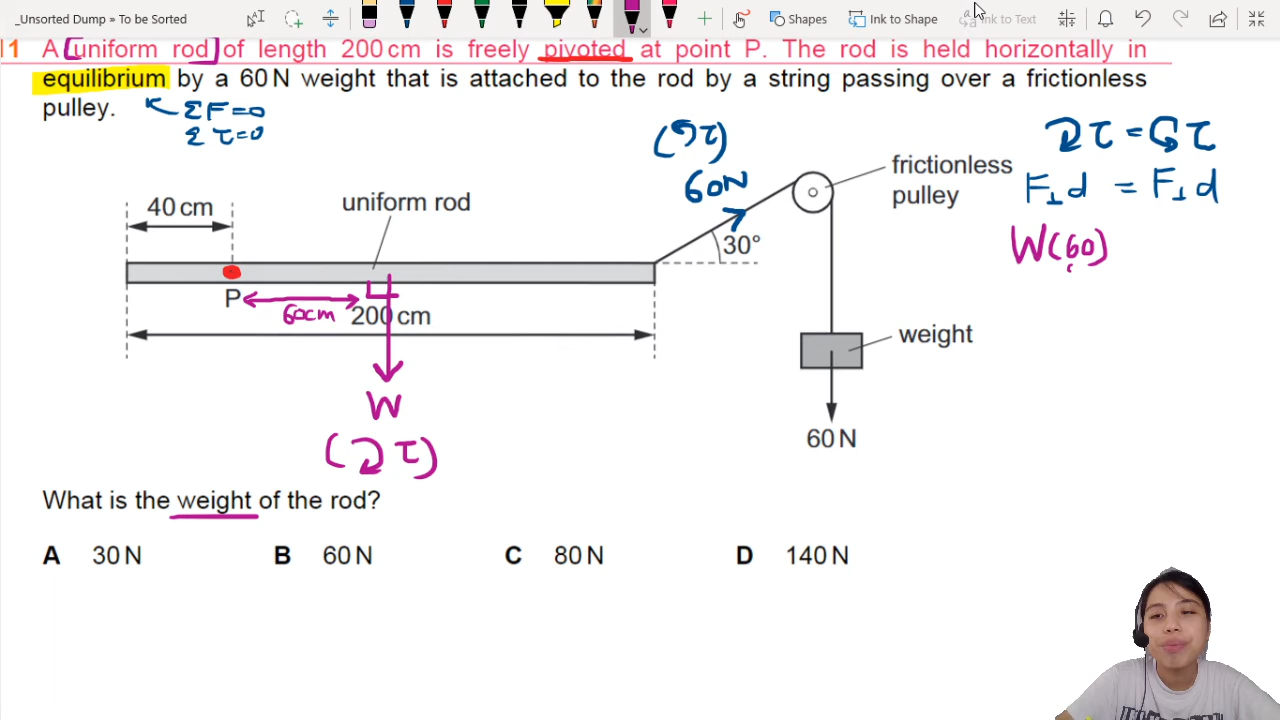 _Unsorted Dump » To be Sorted
Shapes
Ink to Shape
Ink to Text
11 A uniform rod of length 200 cm is freely pivoted at point P. The rod is held horizontally in
equilibrium by a 60 N weight that is attached to the rod by a string passing over a frictionless
pulley.
ΣF=0
Στ=0
(↺τ)
60N
↻τ = ↺τ
F⊥d = F⊥d
W(60)
40 cm
uniform rod
frictionless
pulley
30°
P
60cm
200 cm
weight
W
(↻τ)
60 N
What is the weight of the rod?
A 30 N B 60 N C 80 N D 140 N